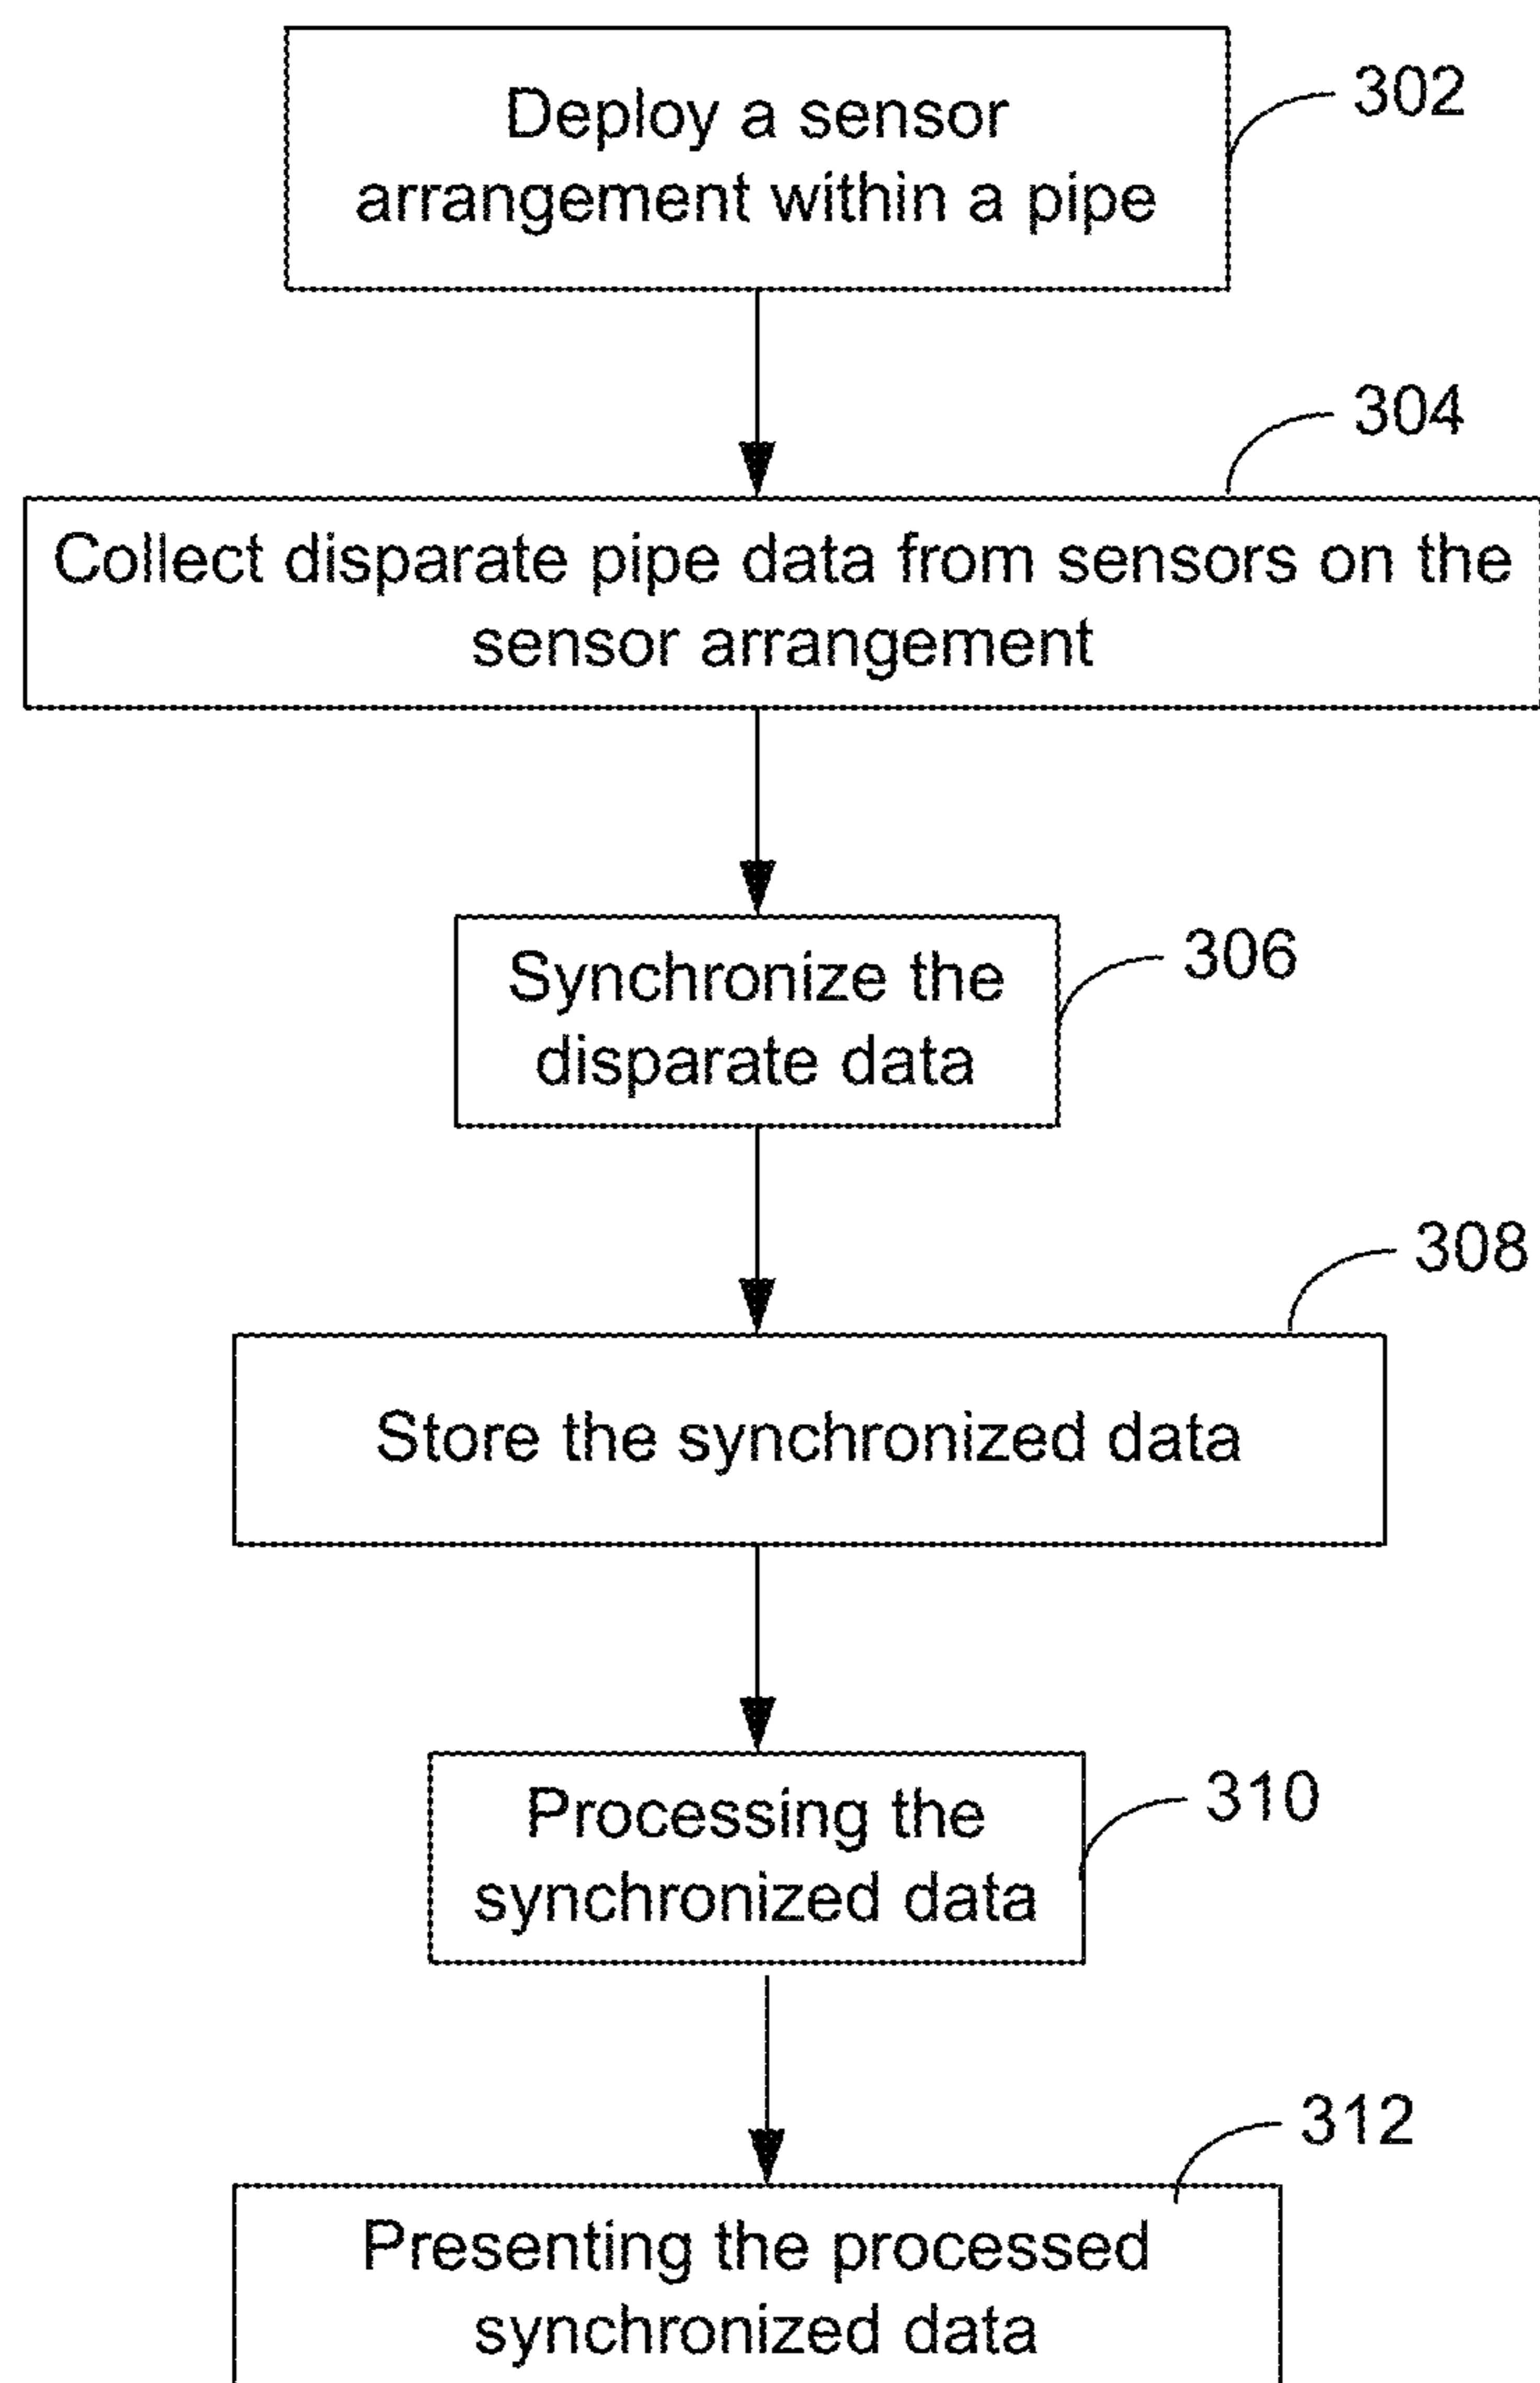 Deploy a sensor
arrangement within a pipe
302
304
Collect disparate pipe data from sensors on the
sensor arrangement
Synchronize the
disparate data
306
308
Store the synchronized data
Processing the
synchronized data
310
312
Presenting the processed
synchronized data